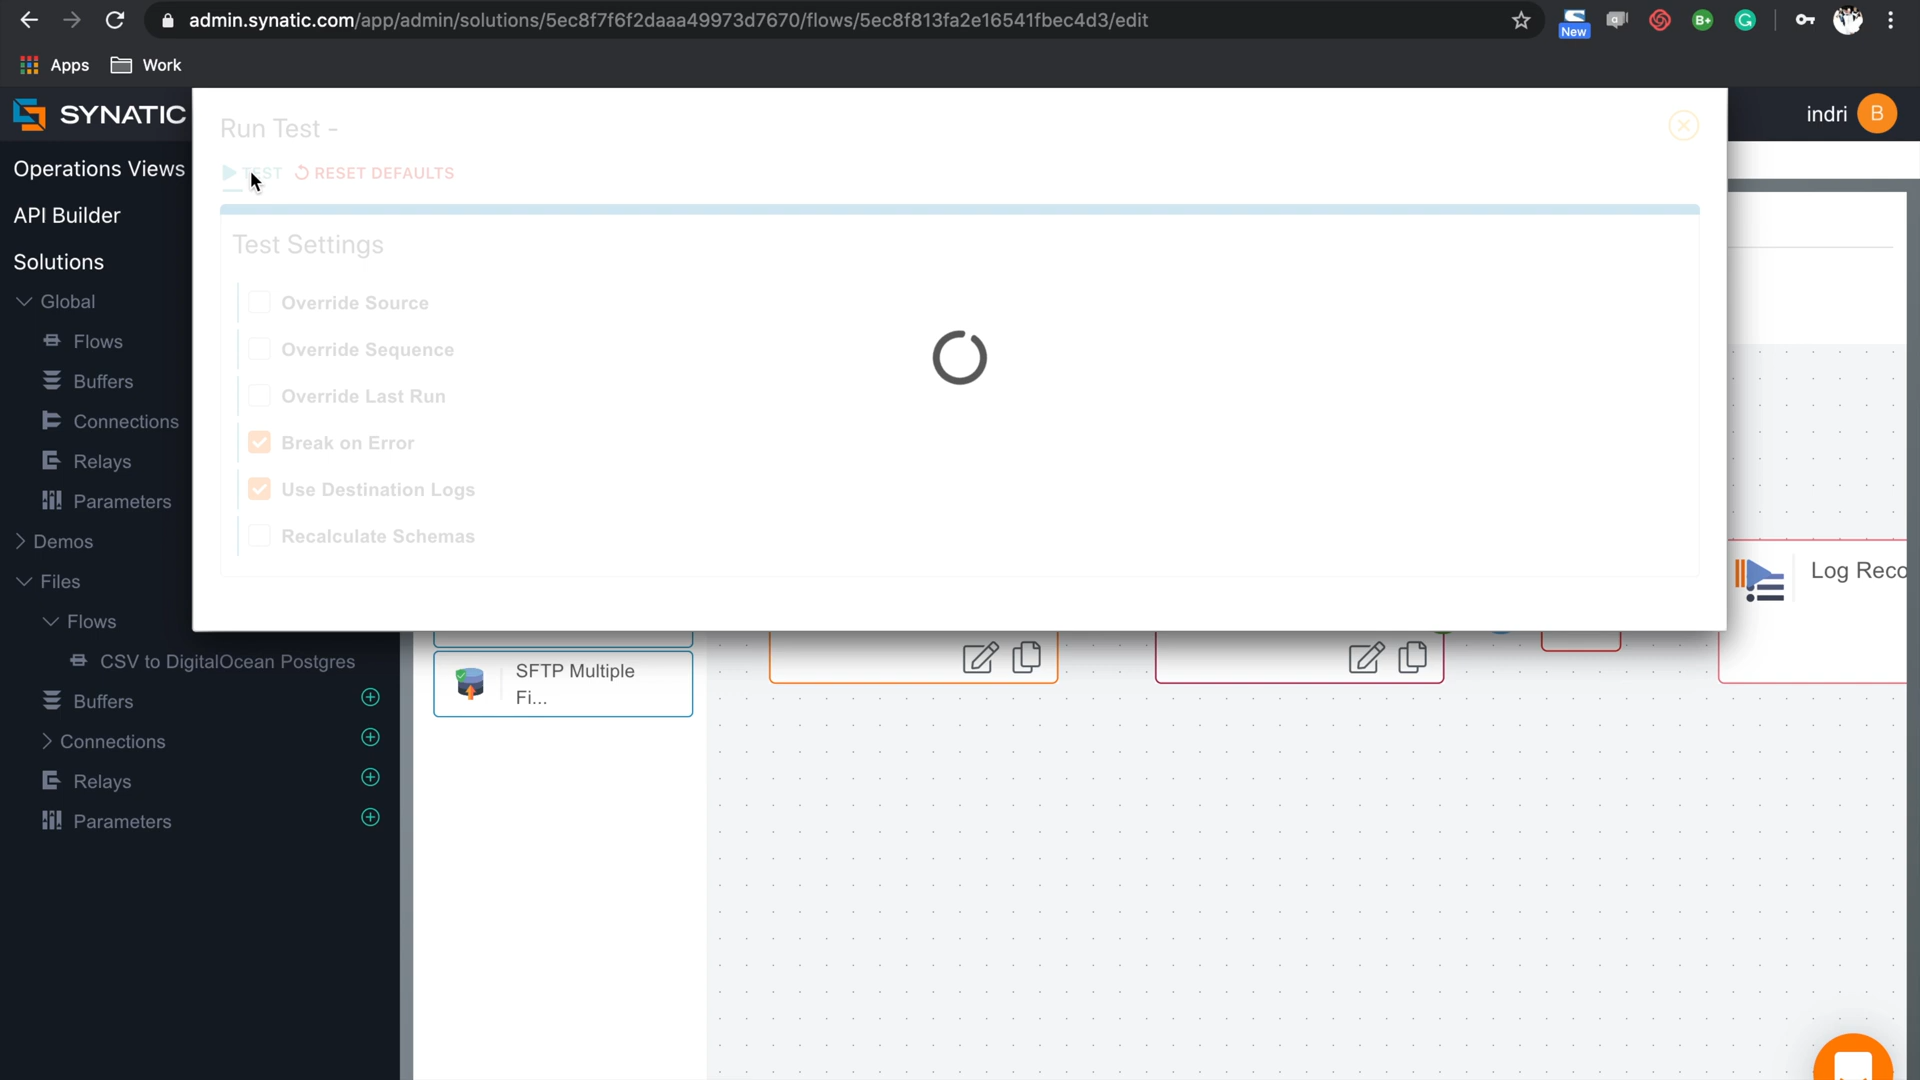 admin.synatic.com/app/admin/solutions/5ec8f7f6f2daaa49973d7670/flows/5ec8f813fa2e16541fbec4d3/edit
New
B+
Apps
Work
SYNATIC
indri
B
Run Test -
TEST
RESET DEFAULTS
Operations Views
API Builder
Solutions
Global
Flows
Buffers
Connections
Relays
Parameters
Demos
Files
Flows
CSV to DigitalOcean Postgres
Buffers
Connections
Relays
Parameters
Test Settings
Override Source
Override Sequence
Override Last Run
Break on Error
Use Destination Logs
Recalculate Schemas
Log Reco
SFTP Multiple
Fi...